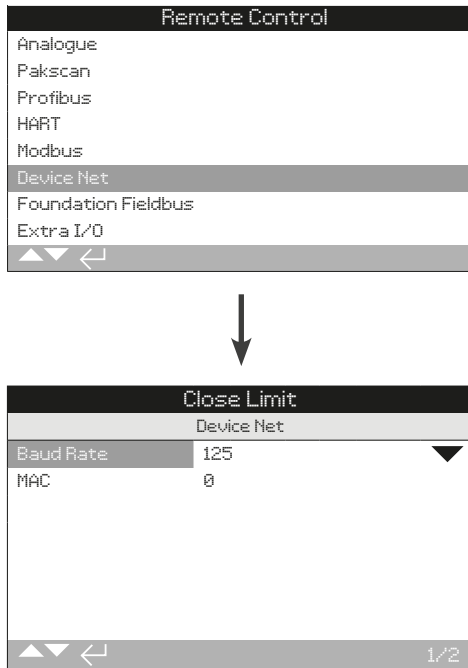 Remote Control
Analogue
Pakscan
Profibus
HART
Modbus
Device Net
Foundation Fieldbus
Extra I/O
Close Limit
Device Net
Baud Rate 125
MAC 0
1/2